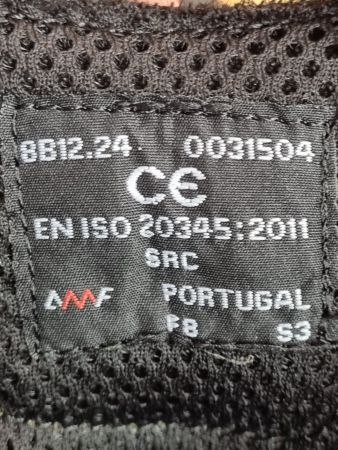 8B12.24 0031504
CE
EN ISO 20345:2011
SRC
AMF PORTUGAL
F8 S3